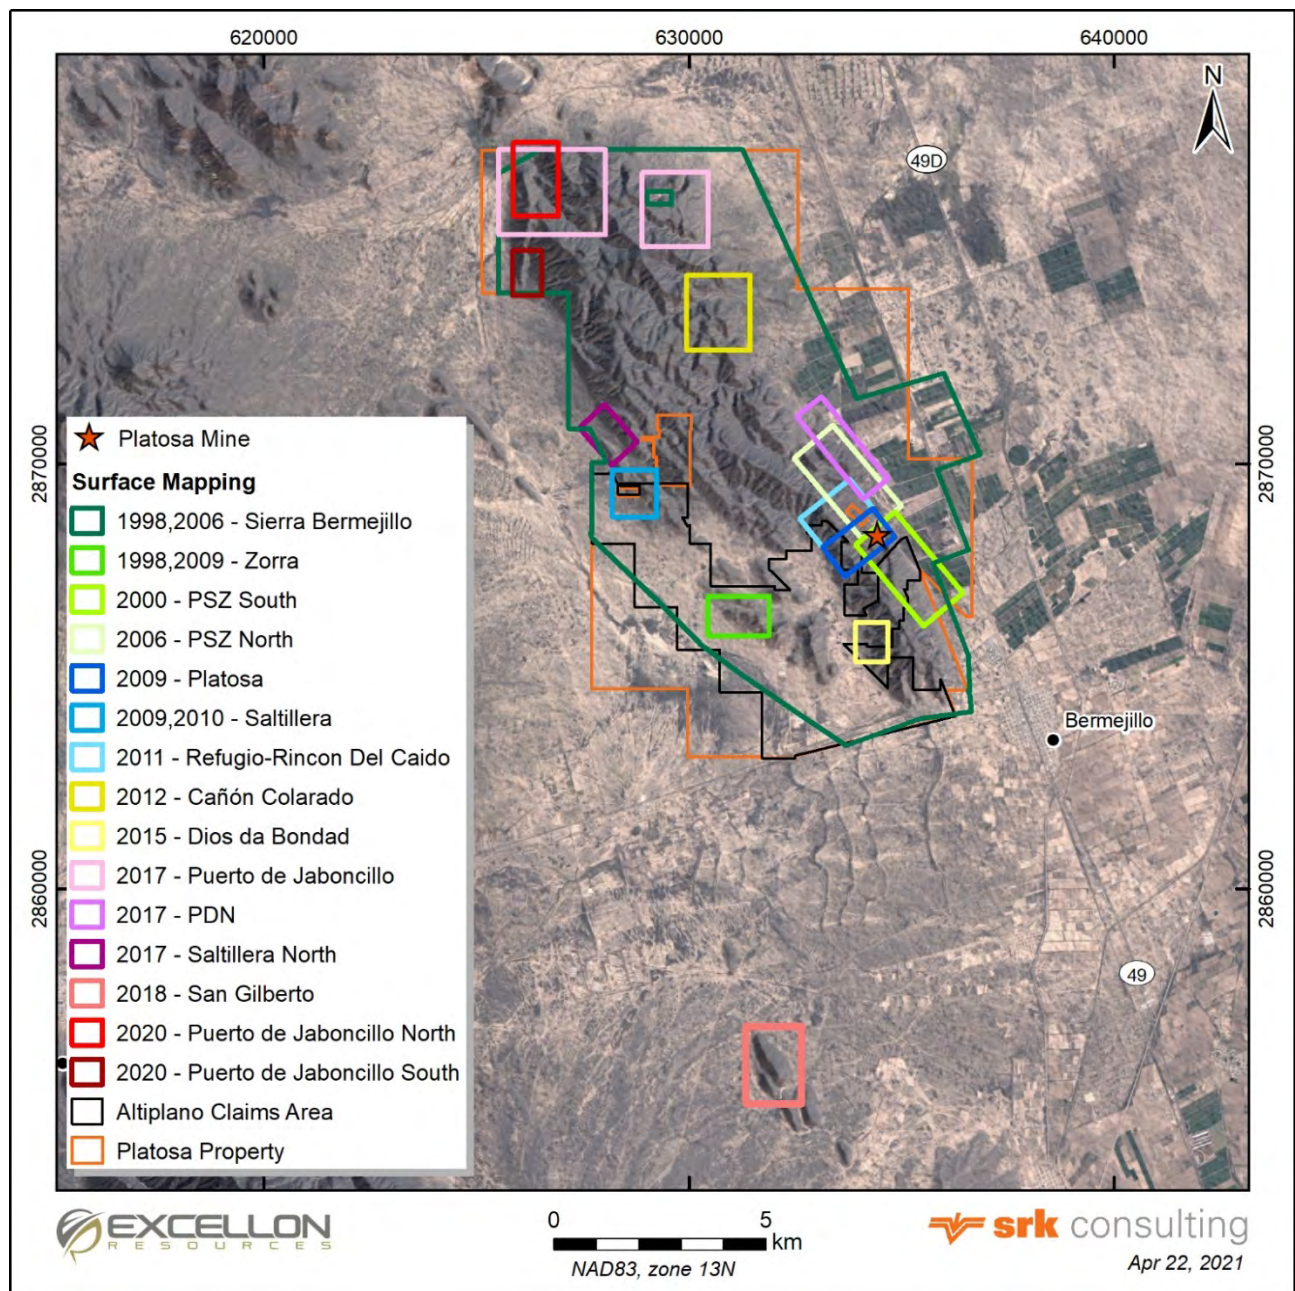 620000
630000
640000
N
49D
2870000
2870000
Platosa Mine
Surface Mapping
1998,2006 - Sierra Bermejillo
1998,2009 - Zorra
2000 - PSZ South
2006 - PSZ North
2009 - Platosa
2009,2010 - Saltillera
2011 - Refugio-Rincon Del Caido
2012 - Cañón Colarado
2015 - Dios da Bondad
2017 - Puerto de Jaboncillo
2017 - PDN
2017 - Saltillera North
2018 - San Gilberto
2020 - Puerto de Jaboncillo North
2020 - Puerto de Jaboncillo South
Altiplano Claims Area
Platosa Property
Bermejillo
2860000
2860000
49
EXCELLON
RESOURCES
0 5
km
NAD83, zone 13N
srk consulting
Apr 22, 2021